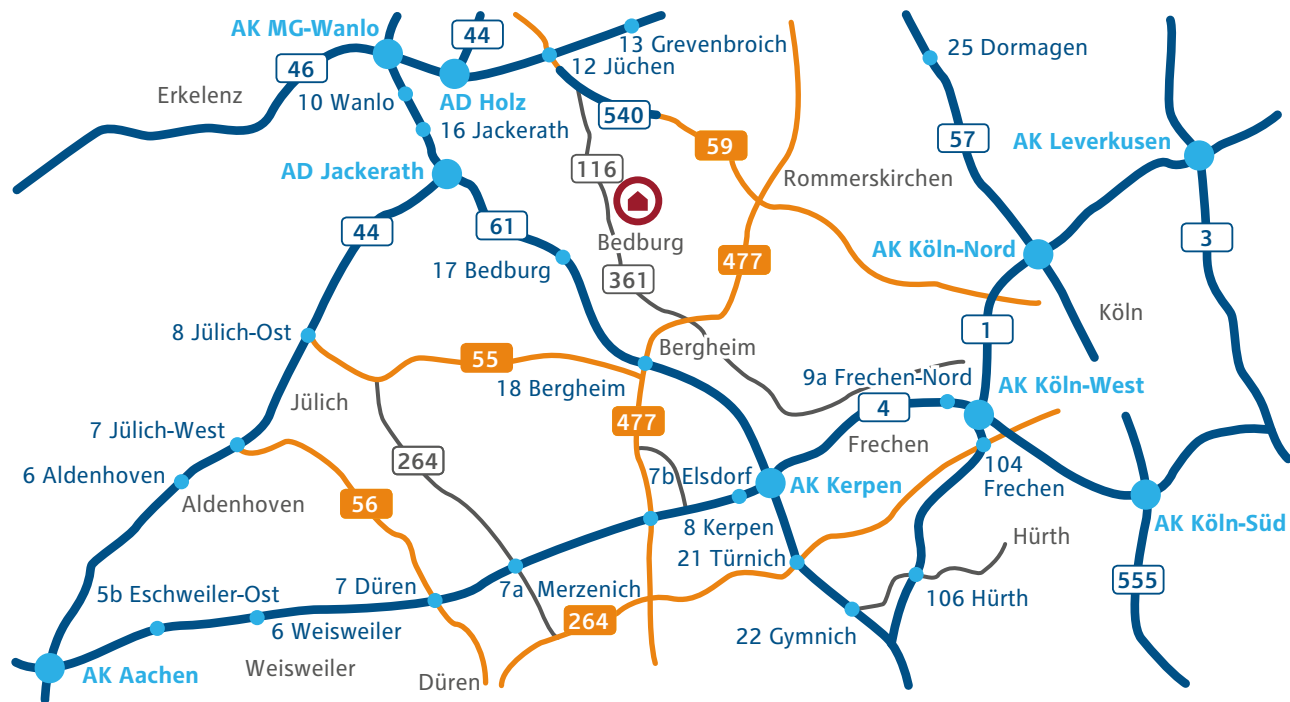 AK MG-Wanlo
44
13 Grevenbroich
25 Dormagen
46
12 Jüchen
Erkelenz
10 Wanlo
AD Holz
540
16 Jackerath
59
57
AK Leverkusen
AD Jackerath
116
Rommerskirchen
44
61
Bedburg
3
17 Bedburg
477
AK Köln-Nord
361
Köln
8 Jülich-Ost
1
55
Bergheim
18 Bergheim
9a Frechen-Nord
AK Köln-West
Jülich
4
7 Jülich-West
477
Frechen
264
6 Aldenhoven
7b Elsdorf
AK Kerpen
104
Frechen
Aldenhoven
56
8 Kerpen
AK Köln-Süd
21 Türnich
Hürth
555
5b Eschweiler-Ost
7 Düren
7a Merzenich
106 Hürth
6 Weisweiler
264
22 Gymnich
AK Aachen
Weisweiler
Düren